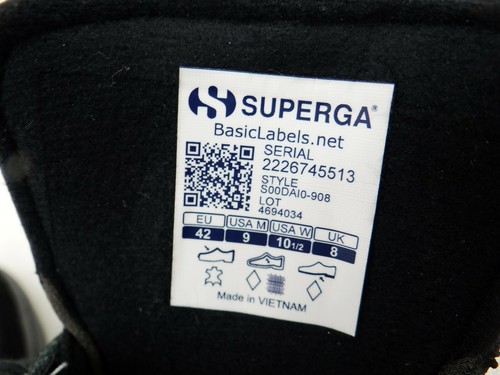 SUPERGA®
BasicLabels.net
SERIAL
2226745513
STYLE
S00DAI0-908
LOT
4694034
EU USA M USA W UK
42 9 10 1/2 8
Made in VIETNAM